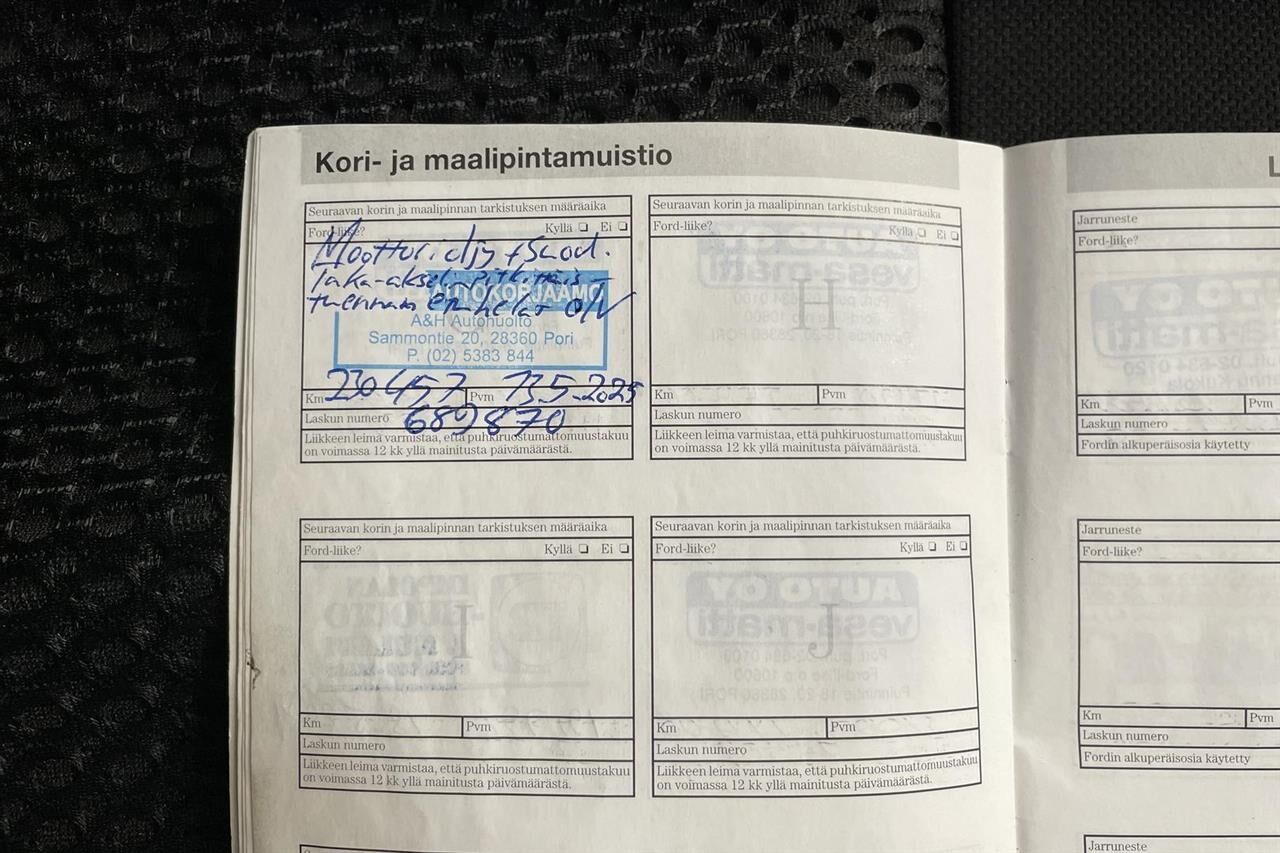 Kori- ja maalipintamuistio
L
Seuraavan korin ja maalipinnan tarkistuksen määräaika
Ford-liike? Kyllä ❏ Ei ❏
Moottoriöljy + Suod.
taka-akseli pitkittäis-
tuennan o/v
AUTOKORJAAMO
A&H Autohuolto
Sammontie 20, 28360 Pori
P. (02) 5383 844
Km 230457 Pvm 13.5.2025
Laskun numero 689870
Liikkeen leima varmistaa, että puhkiruostumattomuustakuu
on voimassa 12 kk yllä mainitusta päivämäärästä.
Seuraavan korin ja maalipinnan tarkistuksen määräaika
Ford-liike? Kyllä ❏ Ei ❏
H
Km Pvm
Laskun numero
Liikkeen leima varmistaa, että puhkiruostumattomuustakuu
on voimassa 12 kk yllä mainitusta päivämäärästä.
Jarruneste
Ford-liike?
Km Pvm
Laskun numero
Fordin alkuperäisosia käytetty
Seuraavan korin ja maalipinnan tarkistuksen määräaika
Ford-liike? Kyllä ❏ Ei ❏
I
Km Pvm
Laskun numero
Liikkeen leima varmistaa, että puhkiruostumattomuustakuu
on voimassa 12 kk yllä mainitusta päivämäärästä.
Seuraavan korin ja maalipinnan tarkistuksen määräaika
Ford-liike? Kyllä ❏ Ei ❏
J
Km Pvm
Laskun numero
Liikkeen leima varmistaa, että puhkiruostumattomuustakuu
on voimassa 12 kk yllä mainitusta päivämäärästä.
Jarruneste
Ford-liike?
Km Pvm
Laskun numero
Fordin alkuperäisosia käytetty
Jarruneste